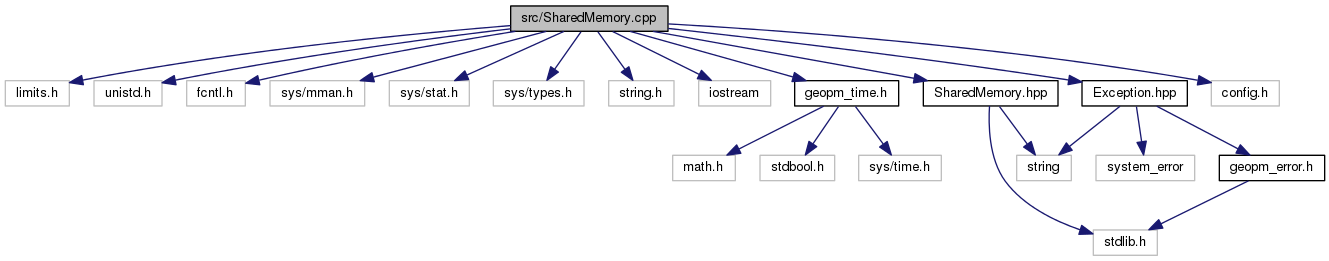 src/SharedMemory.cpp
limits.h
unistd.h
fcntl.h
sys/mman.h
sys/stat.h
sys/types.h
string.h
iostream
geopm_time.h
SharedMemory.hpp
Exception.hpp
config.h
math.h
stdbool.h
sys/time.h
string
system_error
geopm_error.h
stdlib.h